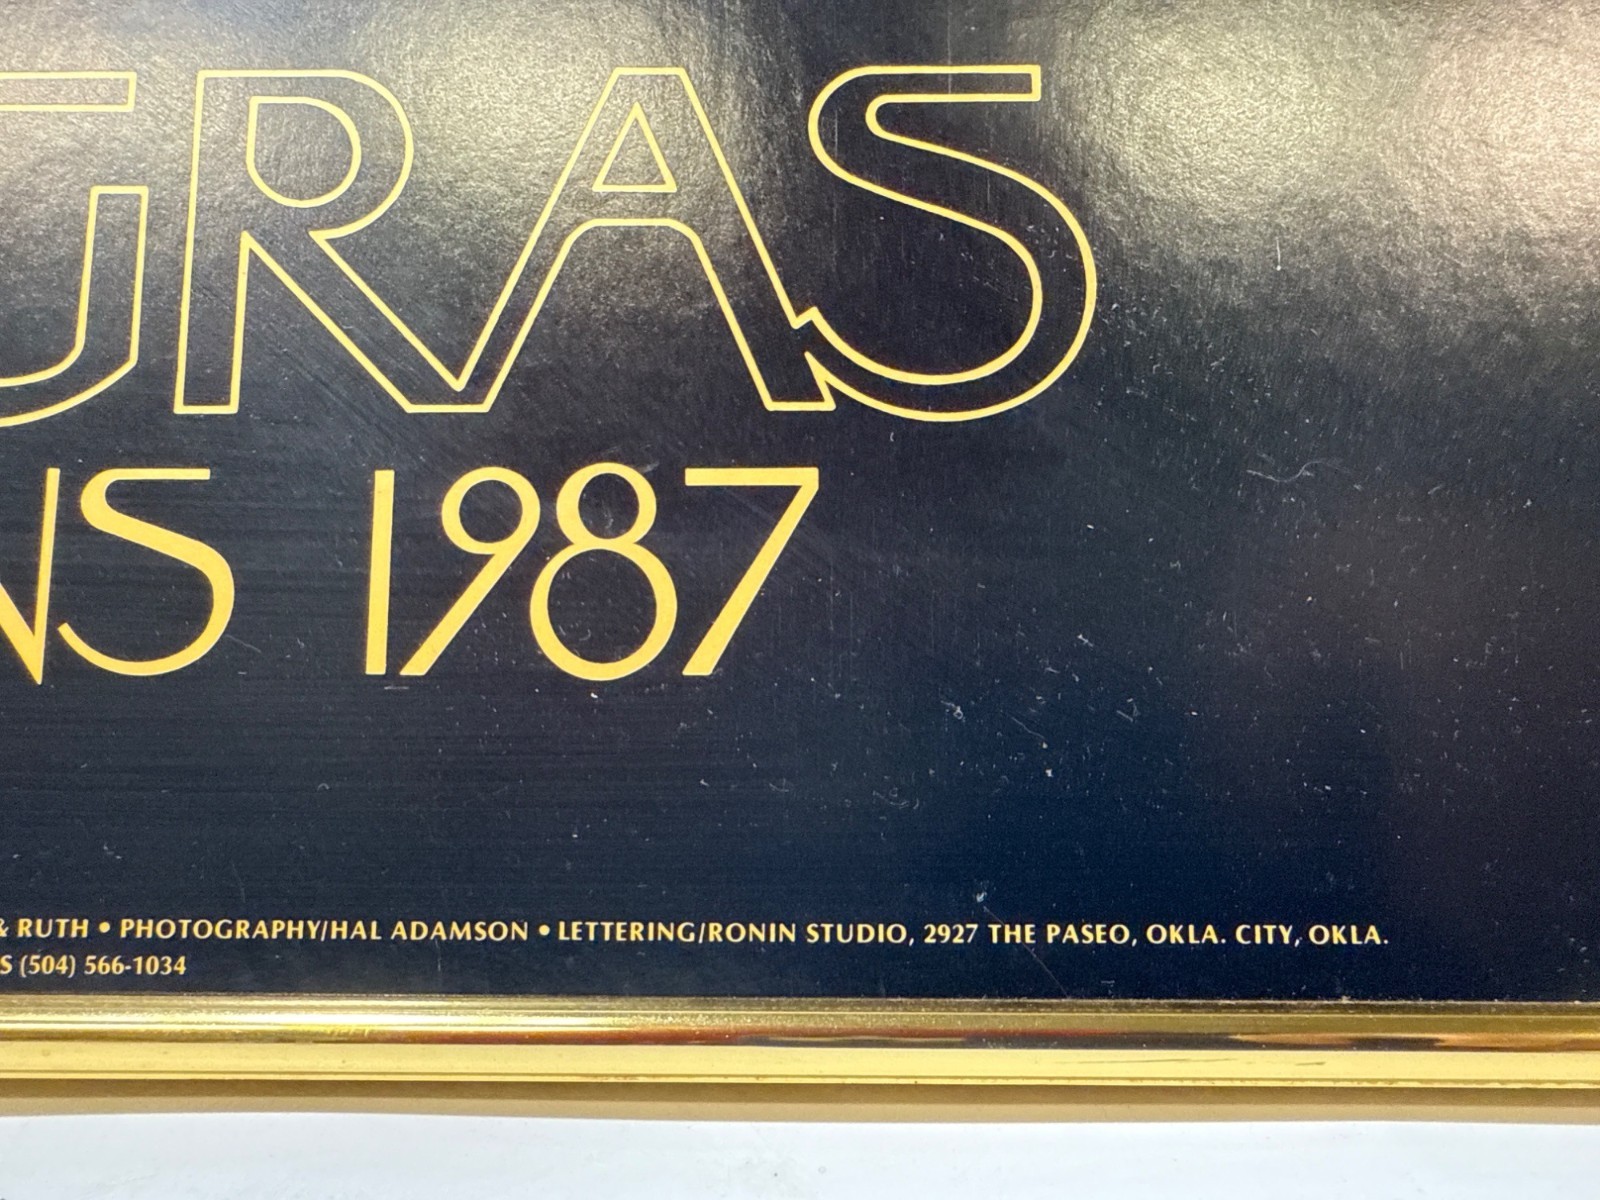 GRAS
NS 1987
& RUTH • PHOTOGRAPHY/HAL ADAMSON • LETTERING/RONIN STUDIO, 2927 THE PASEO, OKLA. CITY, OKLA.
S (504) 566-1034